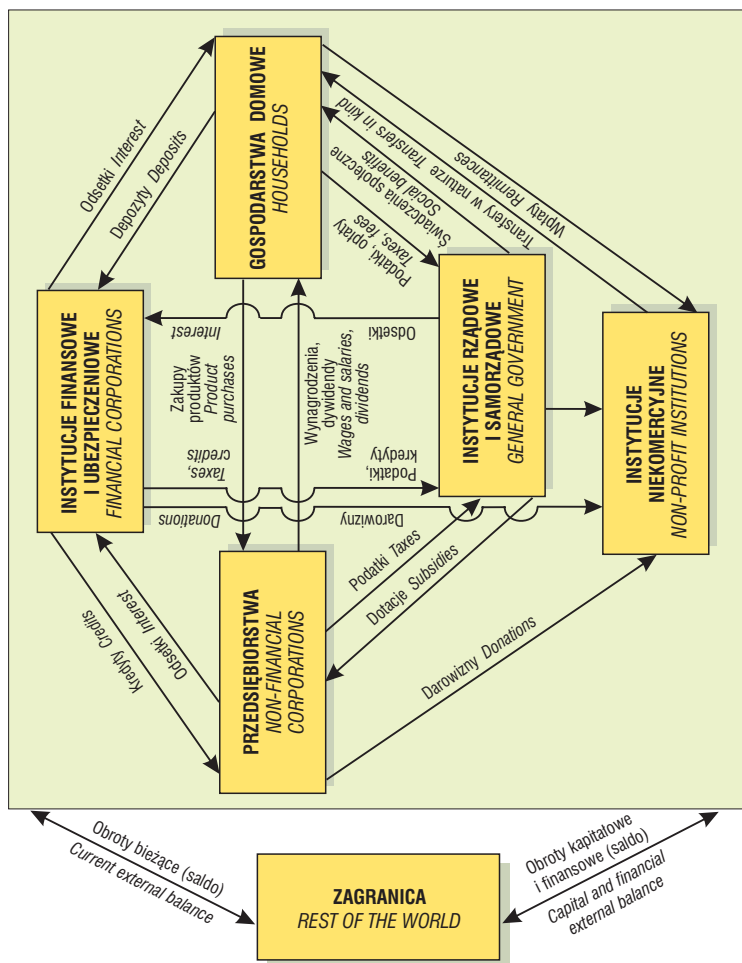 GOSPODARSTWA DOMOWE
HOUSEHOLDS
Odsetki Interest
Depozyty Deposits
Wpłaty Remittances
Transfery w naturze Transfers in kind
Świadczenia społeczne
Social benefits
Podatki, opłaty
Taxes, fees
INSTYTUCJE FINANSOWE
I UBEZPIECZENIOWE
FINANCIAL CORPORATIONS
Odsetki
Interest
INSTYTUCJE RZĄDOWE
I SAMORZĄDOWE
GENERAL GOVERNMENT
INSTYTUCJE
NIEKOMERCYJNE
NON-PROFIT INSTITUTIONS
Zakupy
produktów
Product
purchases
Wynagrodzenia,
dywidendy
Wages and salaries,
dividends
Taxes,
credits
Podatki,
kredyty
Donations
Darowizny
Kredyty Credits
Odsetki Interest
PRZEDSIĘBIORSTWA
NON-FINANCIAL
CORPORATIONS
Podatki Taxes
Dotacje Subsidies
Darowizny Donations
Obroty bieżące (saldo)
Current external balance
ZAGRANICA
REST OF THE WORLD
Obroty kapitałowe
i finansowe (saldo)
Capital and financial
external balance